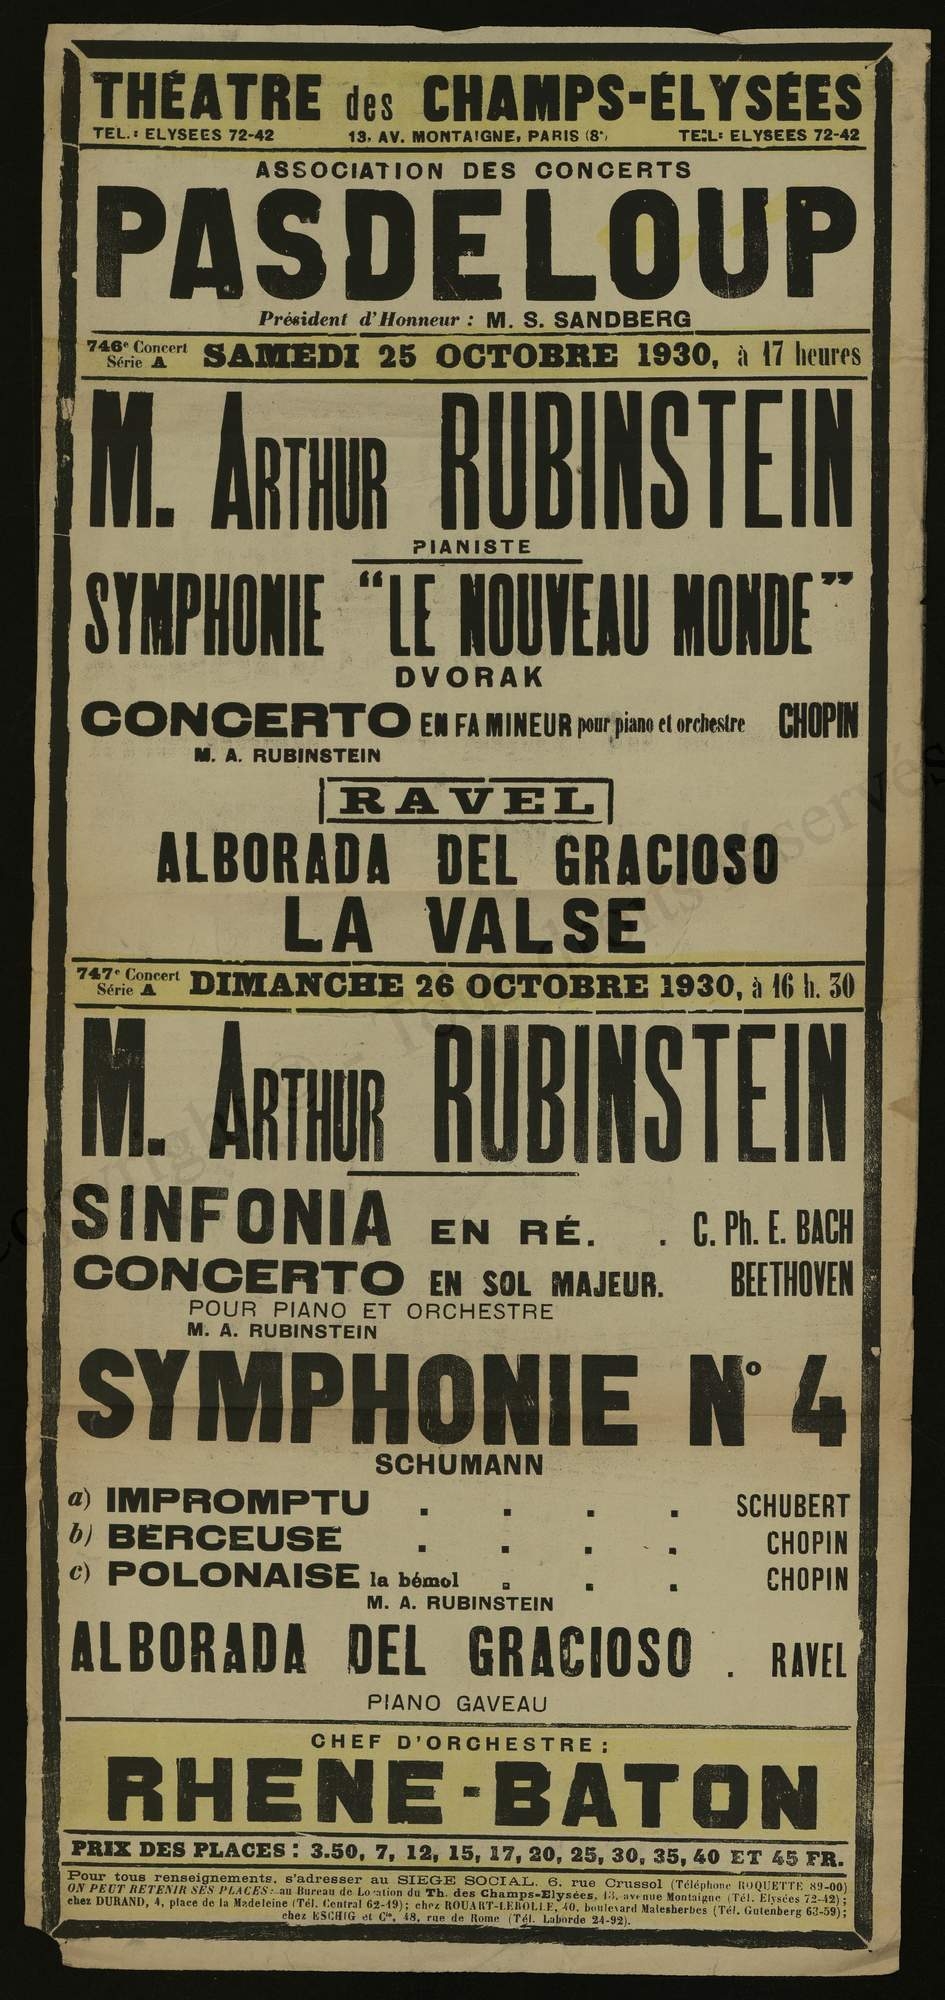 THÉATRE des CHAMPS-ÉLYSÉES
TEL.: ELYSEES 72-42 13, AV. MONTAIGNE, PARIS (8e) TEL: ELYSEES 72-42
ASSOCIATION DES CONCERTS
PASDELOUP
Président d'Honneur : M. S. SANDBERG
746e Concert
Série A SAMEDI 25 OCTOBRE 1930, à 17 heures
M. ARTHUR RUBINSTEIN
PIANISTE
SYMPHONIE "LE NOUVEAU MONDE"
DVORAK
CONCERTO EN FA MINEUR pour piano et orchestre CHOPIN
M. A. RUBINSTEIN
RAVEL
ALBORADA DEL GRACIOSO
LA VALSE
747e Concert
Série A DIMANCHE 26 OCTOBRE 1930, à 16 h. 30
M. ARTHUR RUBINSTEIN
SINFONIA EN RÉ. . C. Ph. E. BACH
CONCERTO EN SOL MAJEUR. BEETHOVEN
POUR PIANO ET ORCHESTRE
M. A. RUBINSTEIN
SYMPHONIE No 4
SCHUMANN
a) IMPROMPTU . . . . SCHUBERT
b) BERCEUSE . . . . CHOPIN
c) POLONAISE la bémol . . . CHOPIN
M. A. RUBINSTEIN
ALBORADA DEL GRACIOSO . RAVEL
PIANO GAVEAU
CHEF D'ORCHESTRE :
RHENE-BATON
PRIX DES PLACES : 3.50, 7, 12, 15, 17, 20, 25, 30, 35, 40 ET 45 FR.
Pour tous renseignements, s'adresser au SIEGE SOCIAL, 6, rue Crussol (Téléphone ROQUETTE 89-00)
ON PEUT RETENIR SES PLACES: au Bureau de Location du Th. des Champs-Elysées, 13, avenue Montaigne (Tél. Elysées 72-42);
chez DURAND, 4, place de la Madeleine (Tél. Central 62-19); chez ROUART-LEROLLE, 40, boulevard Malesherbes (Tél. Gutenberg 63-59);
chez ESCHIG et Cie, 48, rue de Rome (Tél. Laborde 24-92).
Copyright © - Tous droits réservés